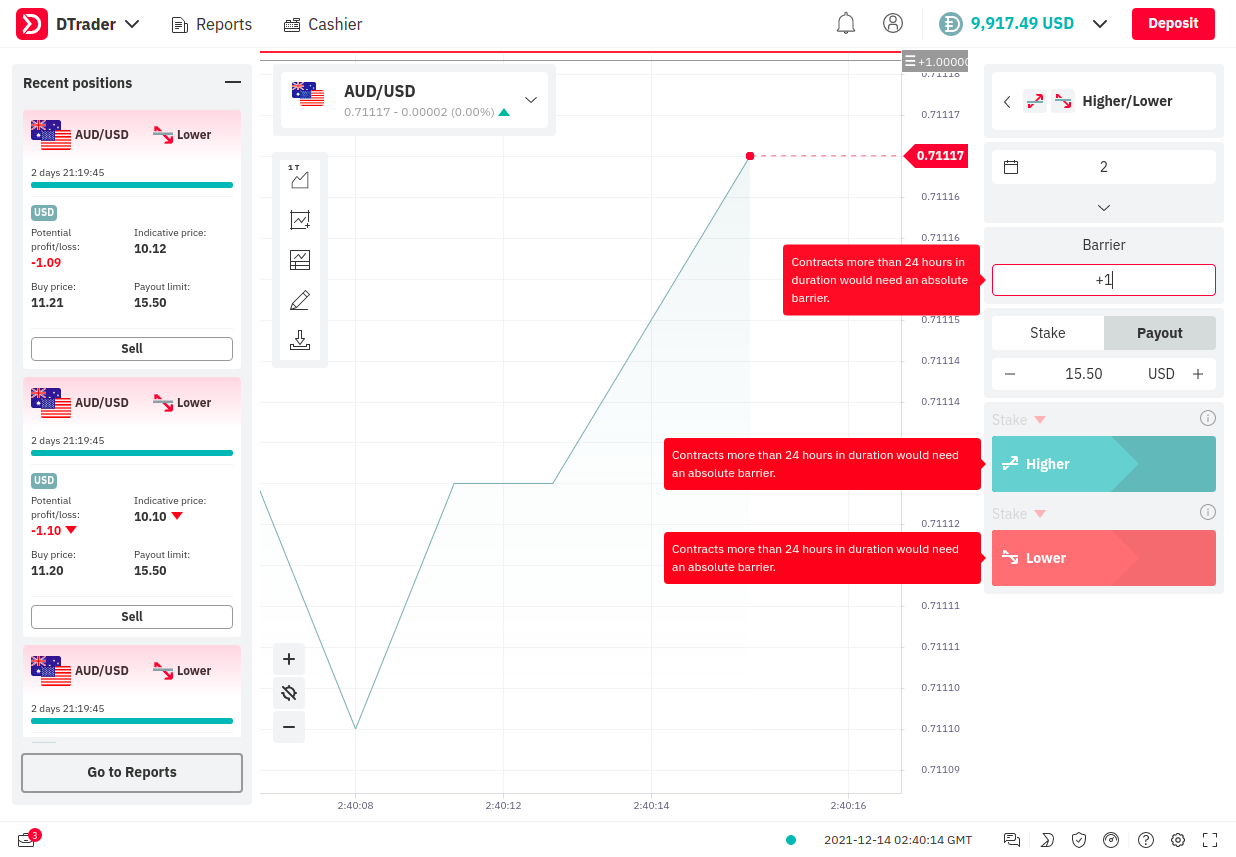 DTrader
Reports
Cashier
9,917.49 USD
Deposit
Recent positions
AUD/USD
Lower
2 days 21:19:45
USD
Potential
profit/loss:
-1.09
Indicative price:
10.12
Buy price:
11.21
Payout limit:
15.50
Sell
AUD/USD
Lower
2 days 21:19:45
USD
Potential
profit/loss:
-1.10
Indicative price:
10.10
Buy price:
11.20
Payout limit:
15.50
Sell
AUD/USD
Lower
2 days 21:19:45
Go to Reports
AUD/USD
0.71117 - 0.00002 (0.00%)
1T
+1.00000
0.71118
0.71117
0.71117
0.71116
0.71116
0.71115
0.71114
0.71114
0.71112
0.71111
0.71111
0.71110
0.71110
0.71109
2:40:08
2:40:12
2:40:14
2:40:16
Higher/Lower
2
Barrier
+1
Contracts more than 24 hours in
duration would need an absolute
barrier.
Stake
Payout
15.50
USD
Stake
Higher
Contracts more than 24 hours in duration would need
an absolute barrier.
Stake
Lower
Contracts more than 24 hours in duration would need
an absolute barrier.
3
2021-12-14 02:40:14 GMT